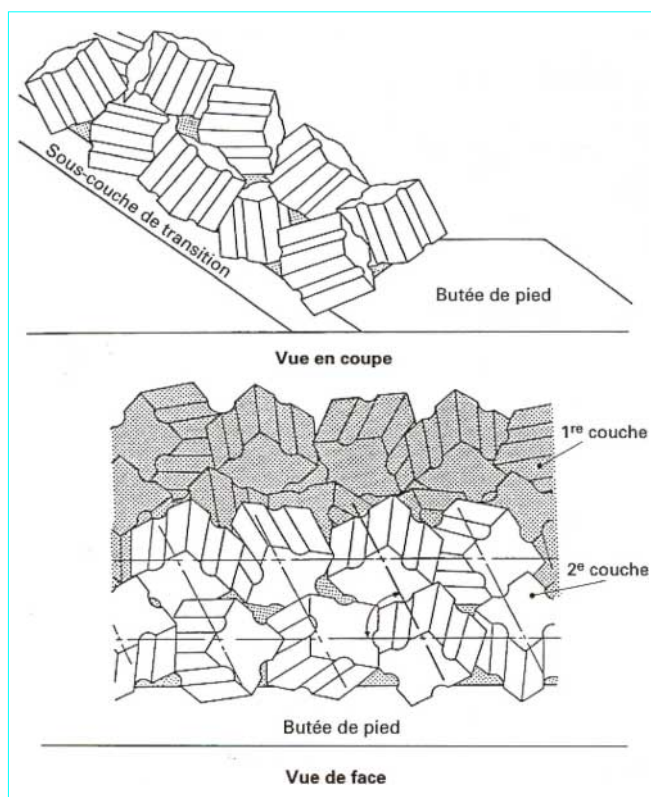 Sous-couche de transition
Butée de pied
Vue en coupe
1re couche
2e couche
Butée de pied
Vue de face